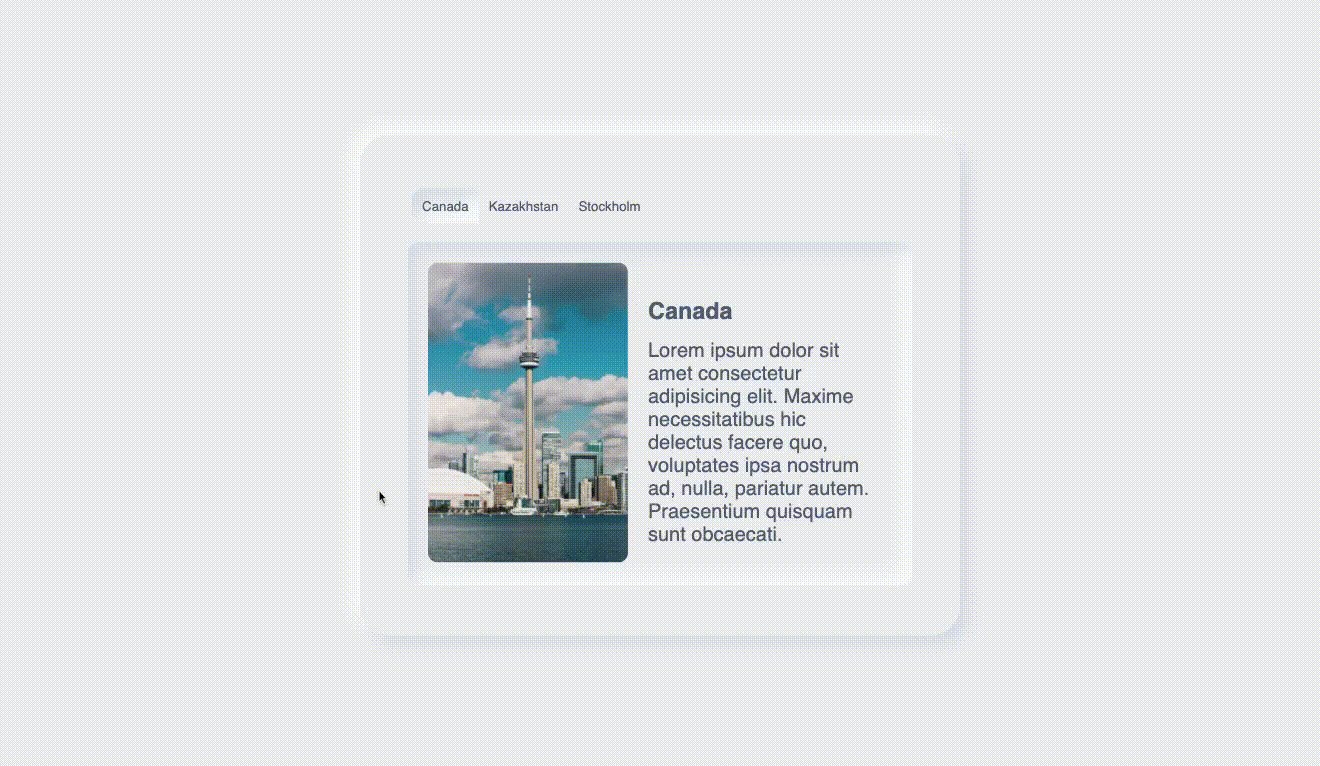 Canada Kazakhstan Stockholm
Canada
Lorem ipsum dolor sit
amet consectetur
adipisicing elit. Maxime
necessitatibus hic
delectus facere quo,
voluptates ipsa nostrum
ad, nulla, pariatur autem.
Praesentium quisquam
sunt obcaecati.